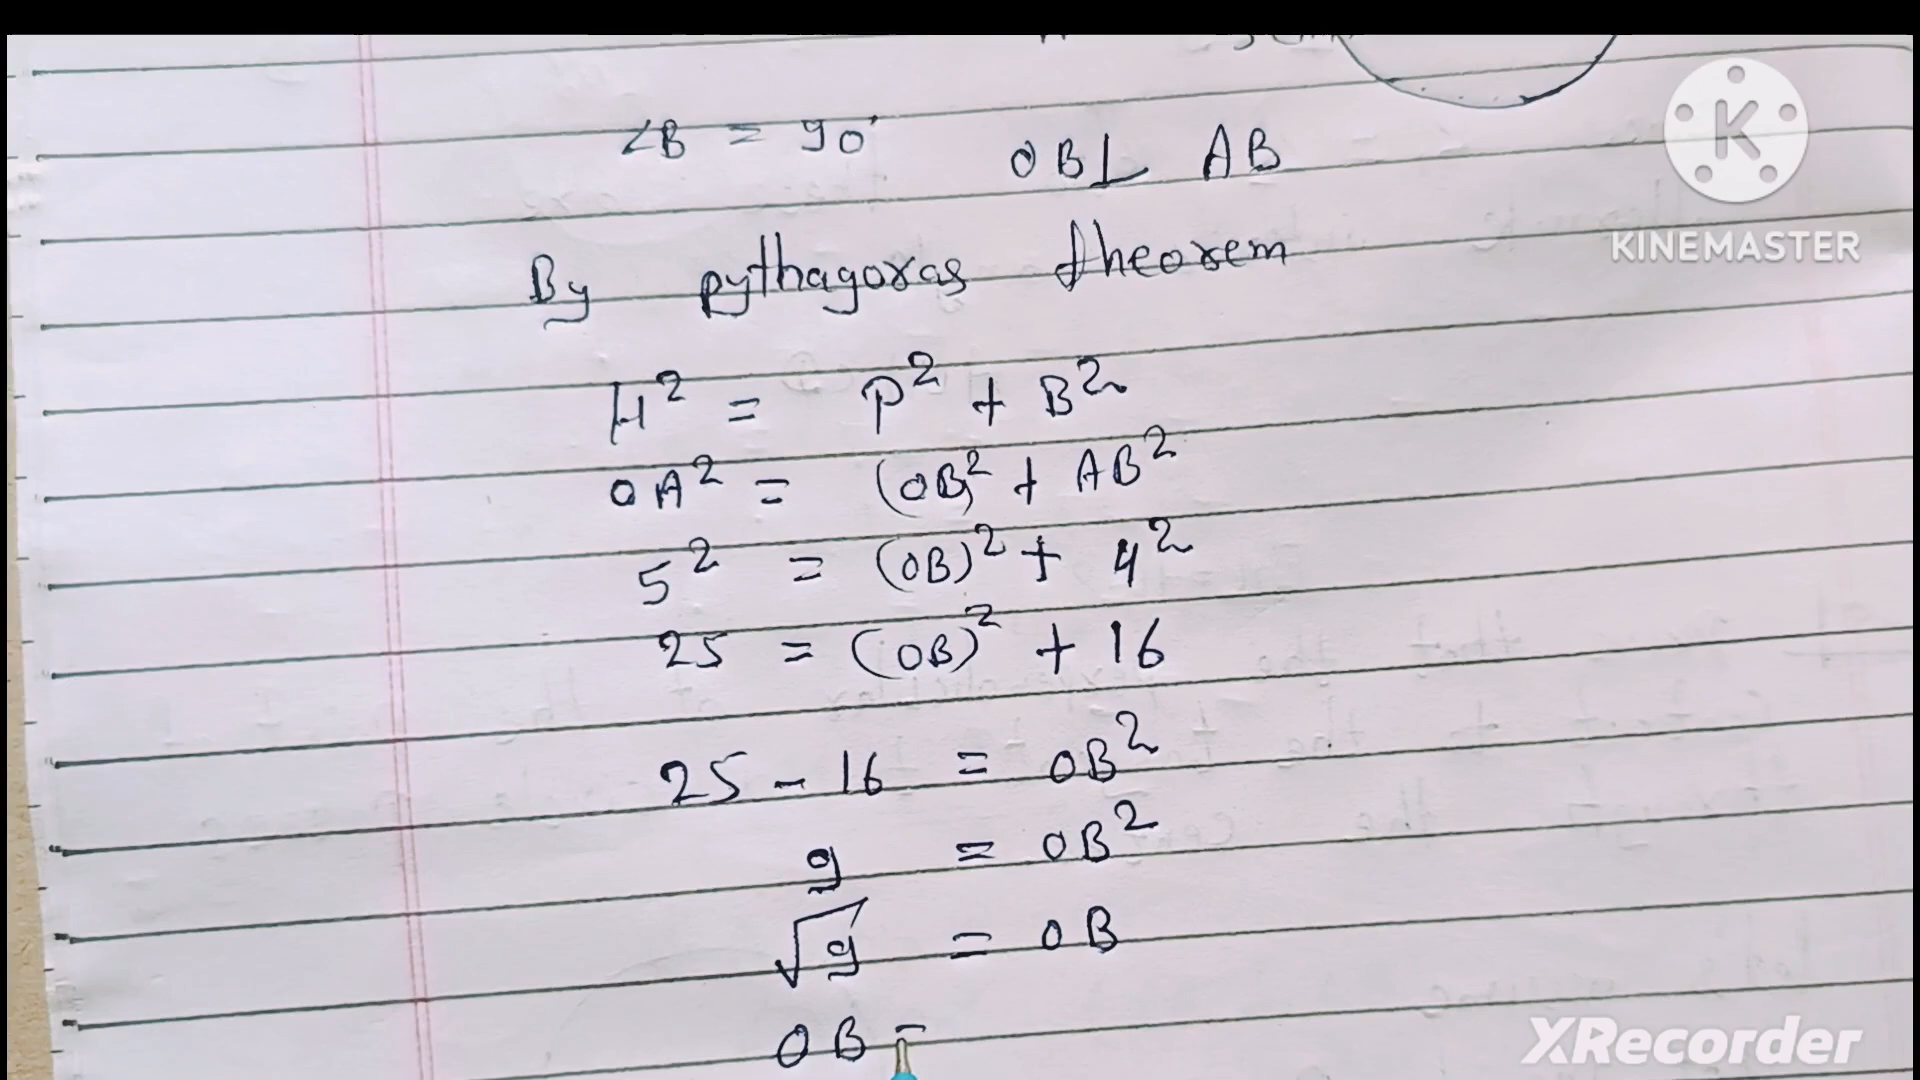 ∠B = 90° OB⊥ AB
KINEMASTER
By pythagoras theorem
H² = P² + B²
OA² = (OB)² + AB²
5² = (OB)² + 4²
25 = (OB)² + 16
25 - 16 = OB²
9 = OB²
√9 = OB
OB =
XRecorder